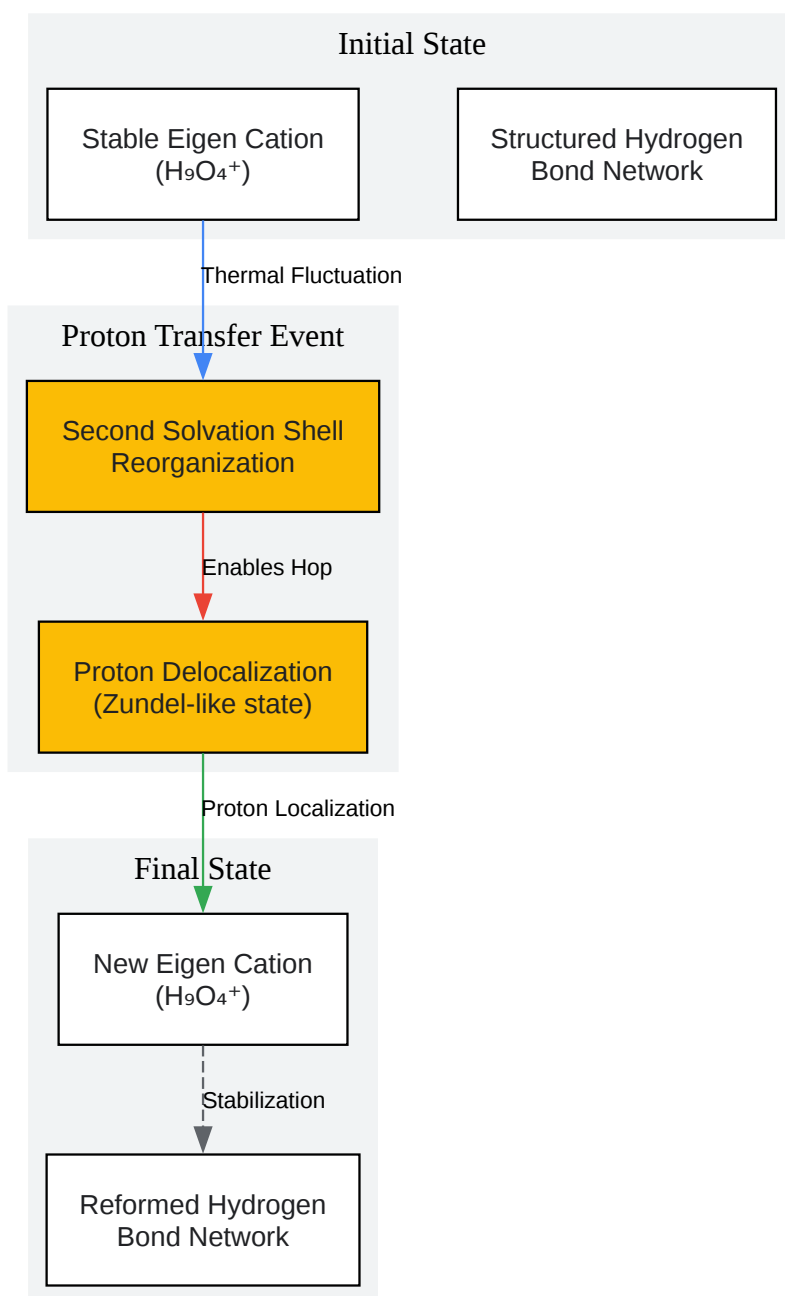 Initial State
Stable Eigen Cation
(H₉O₄⁺)
Structured Hydrogen
Bond Network
Thermal Fluctuation
Proton Transfer Event
Second Solvation Shell
Reorganization
Enables Hop
Proton Delocalization
(Zundel-like state)
Proton Localization
Final State
New Eigen Cation
(H₉O₄⁺)
Stabilization
Reformed Hydrogen
Bond Network